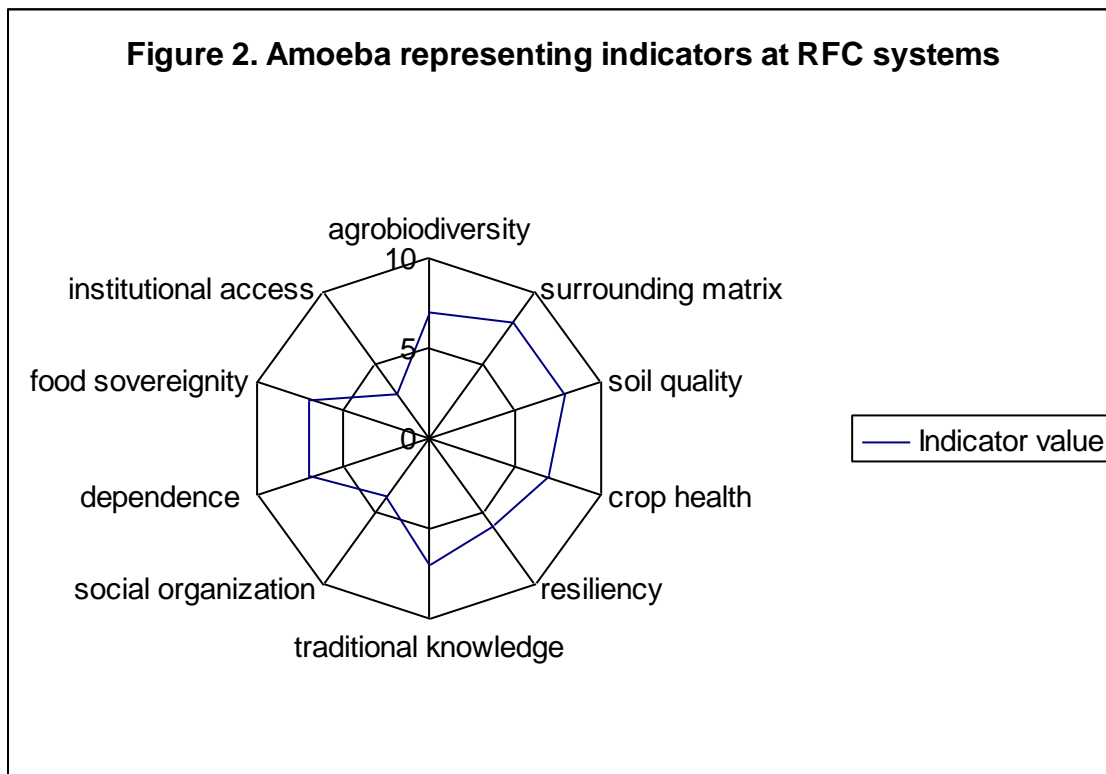 Figure 2. Amoeba representing indicators at RFC systems
agrobiodiversity
10
institutional access
surrounding matrix
5
food sovereignity
soil quality
0
Indicator value
dependence
crop health
social organization
resiliency
traditional knowledge